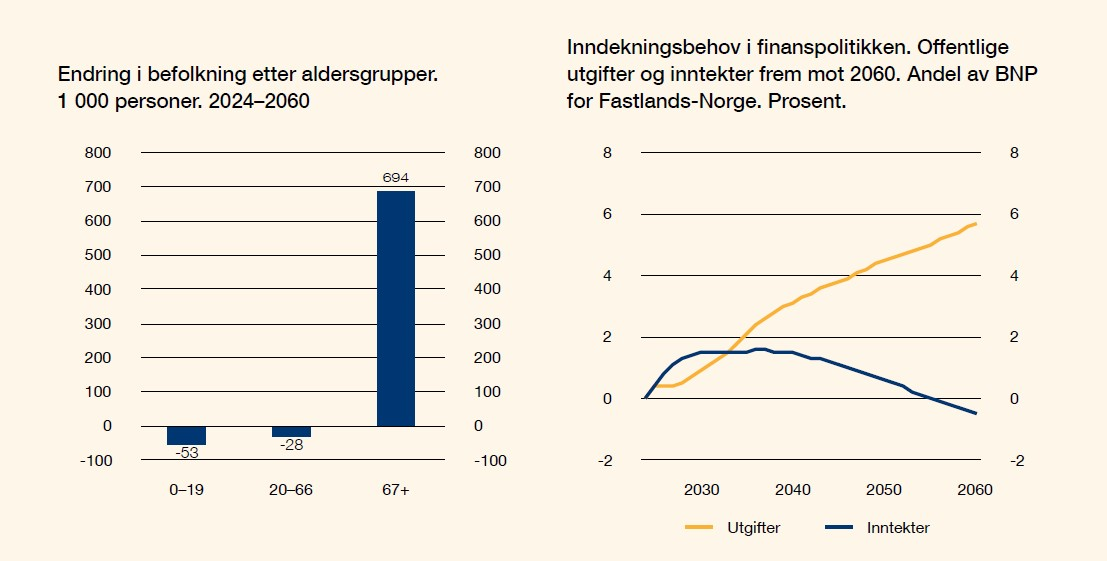 Endring i befolkning etter aldersgrupper.
1 000 personer. 2024–2060
800 800
700 700
600 600
500 500
400 400
300 300
200 200
100 100
0 0
-100 -100
694
-53
-28
0–19 20–66 67+
Inndekningsbehov i finanspolitikken. Offentlige
utgifter og inntekter frem mot 2060. Andel av BNP
for Fastlands-Norge. Prosent.
8 8
6 6
4 4
2 2
0 0
-2 -2
2030 2040 2050 2060
Utgifter Inntekter